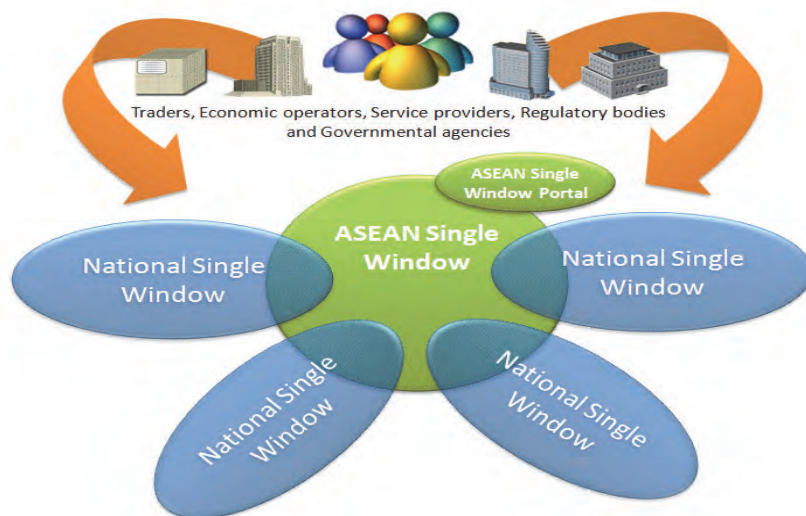 Traders, Economic operators, Service providers, Regulatory bodies
and Governmental agencies
ASEAN Single
Window Portal
ASEAN Single
Window
National Single
Window
National Single
Window
National Single
Window
National Single
Window